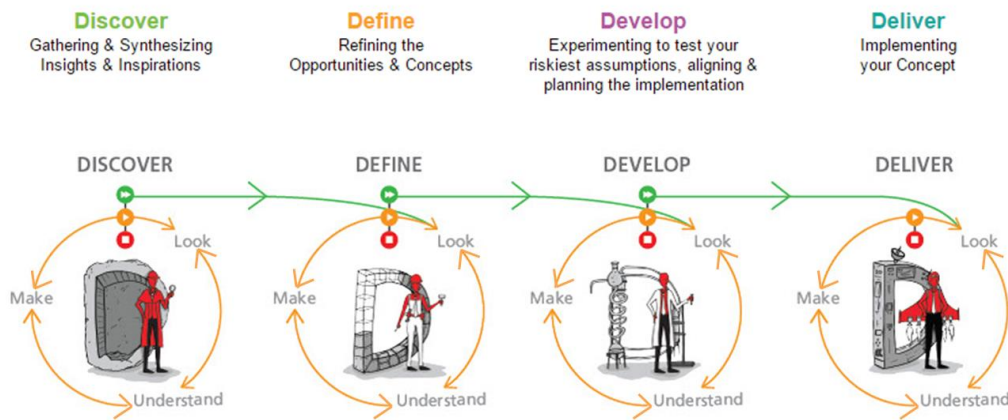 Discover
Gathering & Synthesizing
Insights & Inspirations
Define
Refining the
Opportunities & Concepts
Develop
Experimenting to test your
riskiest assumptions, aligning &
planning the implementation
Deliver
Implementing
your Concept
DISCOVER
Look
Make
Understand
DEFINE
Look
Make
Understand
DEVELOP
Look
Make
Understand
DELIVER
Look
Make
Understand